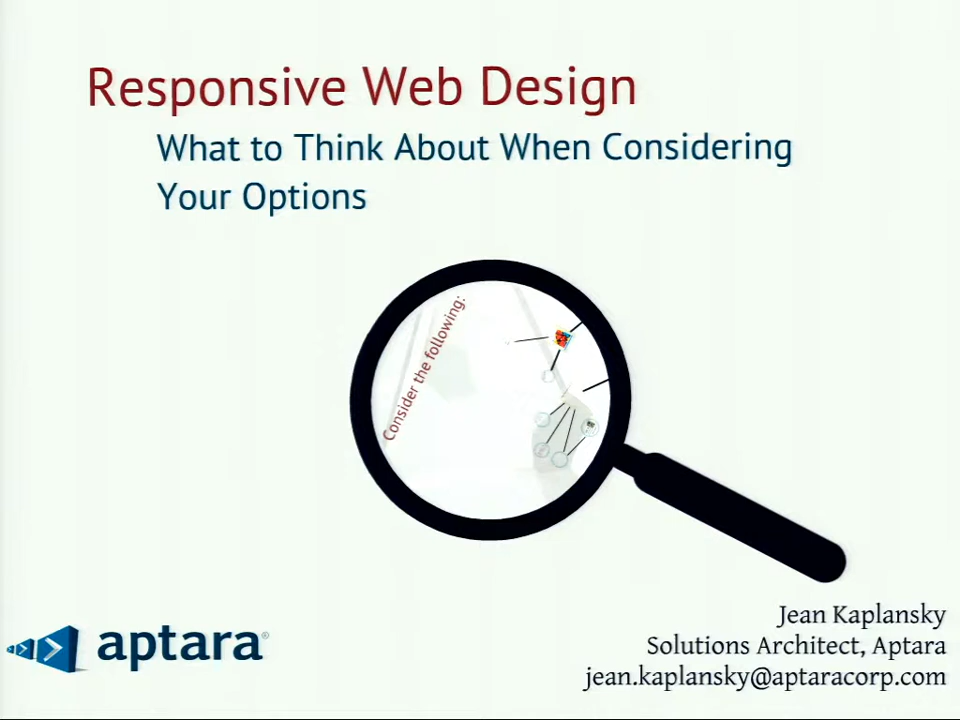 Responsive Web Design
What to Think About When Considering
Your Options
Consider the following:
aptara®
Jean Kaplansky
Solutions Architect, Aptara
jean.kaplansky@aptaracorp.com